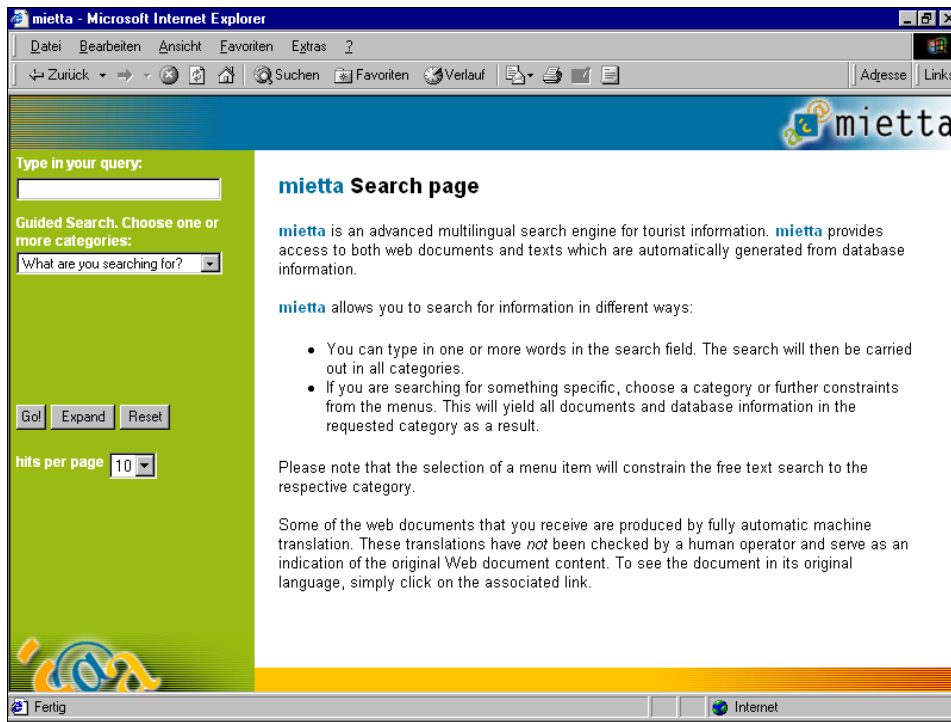 mietta - Microsoft Internet Explorer
Datei Bearbeiten Ansicht Favoriten Extras ?
Zurück Suchen Favoriten Verlauf Adresse Links
mietta
Type in your query:
Guided Search. Choose one or
more categories:
What are you searching for?
Go! Expand Reset
hits per page 10
mietta Search page
mietta is an advanced multilingual search engine for tourist information. mietta provides
access to both web documents and texts which are automatically generated from database
information.
mietta allows you to search for information in different ways:
• You can type in one or more words in the search field. The search will then be carried
out in all categories.
• If you are searching for something specific, choose a category or further constraints
from the menus. This will yield all documents and database information in the
requested category as a result.
Please note that the selection of a menu item will constrain the free text search to the
respective category.
Some of the web documents that you receive are produced by fully automatic machine
translation. These translations have not been checked by a human operator and serve as an
indication of the original Web document content. To see the document in its original
language, simply click on the associated link.
Fertig Internet